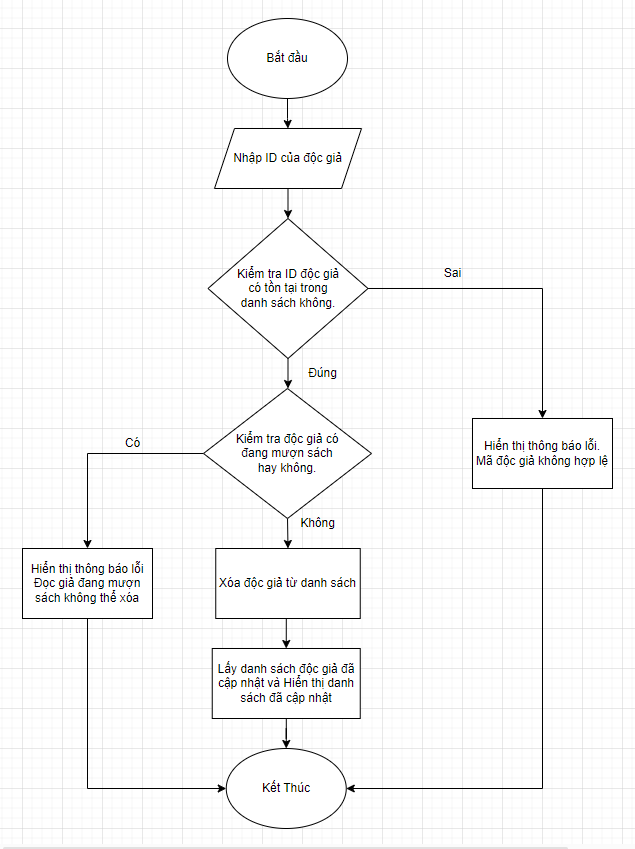 Bắt đầu
Nhập ID của độc giả
Kiểm tra ID độc giả
có tồn tại trong
danh sách không.
Sai
Đúng
Kiểm tra độc giả có
đang mượn sách
hay không.
Có
Hiển thị thông báo lỗi.
Mã độc giả không hợp lệ
Không
Hiển thị thông báo lỗi
Đọc giả đang mượn
sách không thể xóa
Xóa độc giả từ danh sách
Lấy danh sách độc giả đã
cập nhật và Hiển thị danh
sách đã cập nhật
Kết Thúc